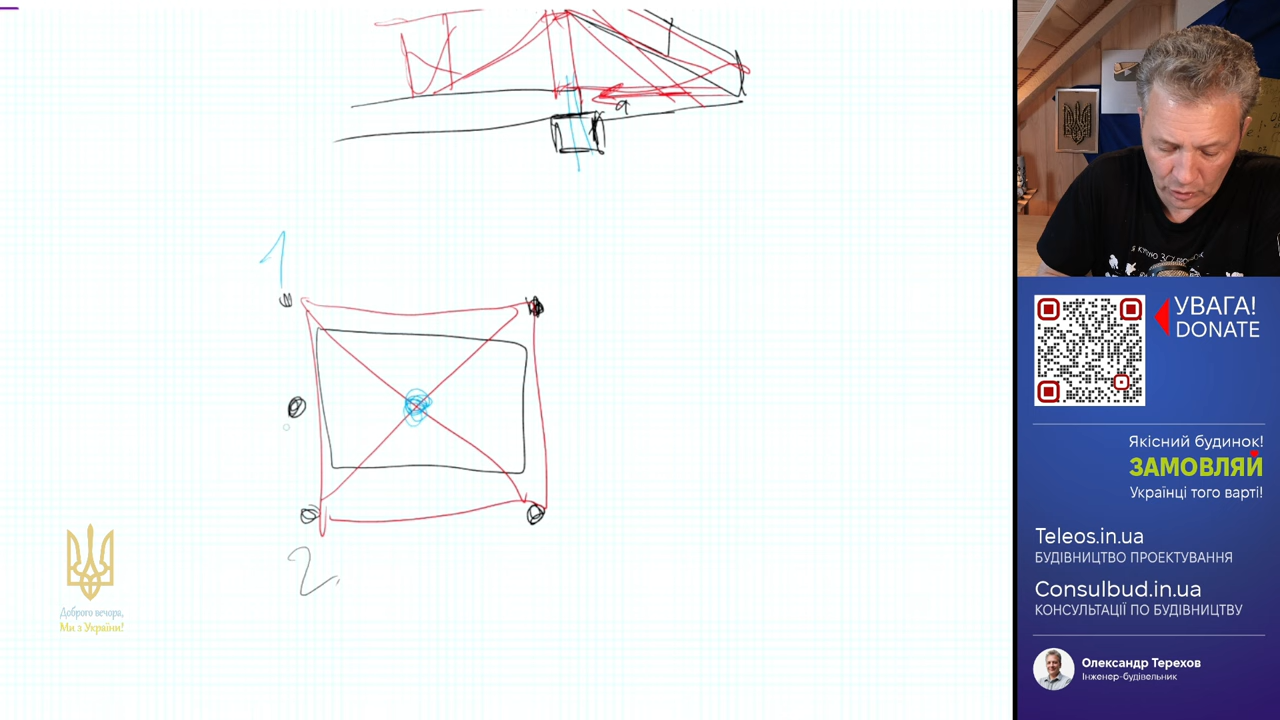 a
1
2
Доброго вечора,
Ми з України!
УВАГА!
DONATE
Якісний будинок!
ЗАМОВЛЯЙ
Українці того варті!
Teleos.in.ua
БУДІВНИЦТВО ПРОЕКТУВАННЯ
Consulbud.in.ua
КОНСУЛЬТАЦІЇ ПО БУДІВНИЦТВУ
Олександр Терехов
Інженер-будівельник